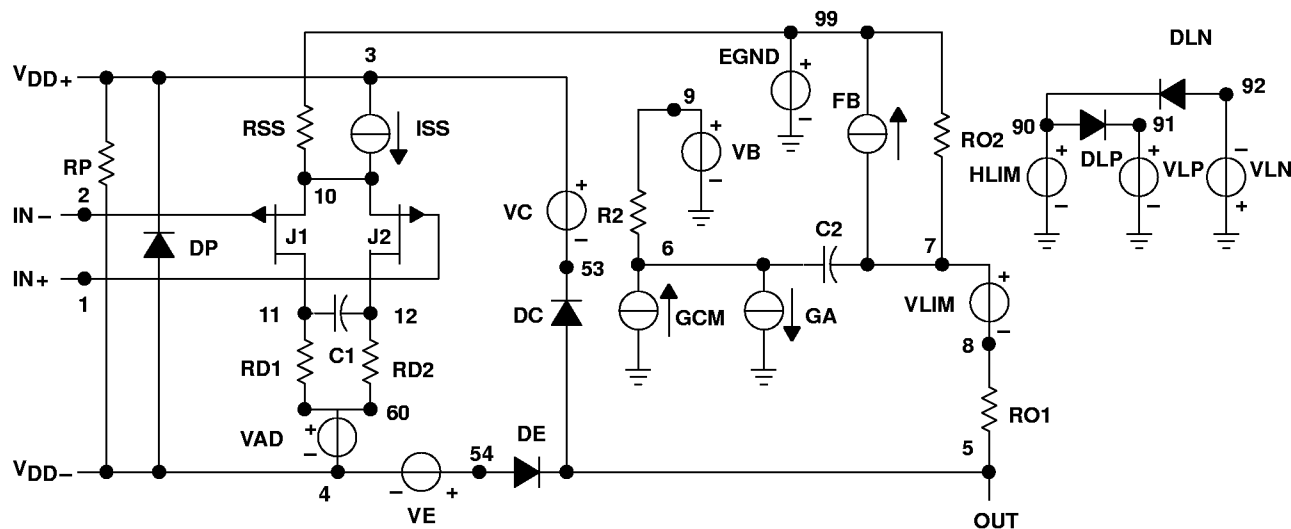 99
3
DLN
VDD+
EGND
+
92
9
FB
RSS
ISS
+
−
90
91
RP
VB
−
RO2
DLP
+
+
−
2
10
HLIM
VLP
VLN
IN−
VC
+
−
R2
−
−
+
J1
J2
C2
DP
6
7
IN+
53
+
1
GCM
GA
VLIM
−
11
12
DC
8
C1
RD1
RD2
60
RO1
VAD
+
−
DE
54
5
VDD−
4
−
+
VE
OUT